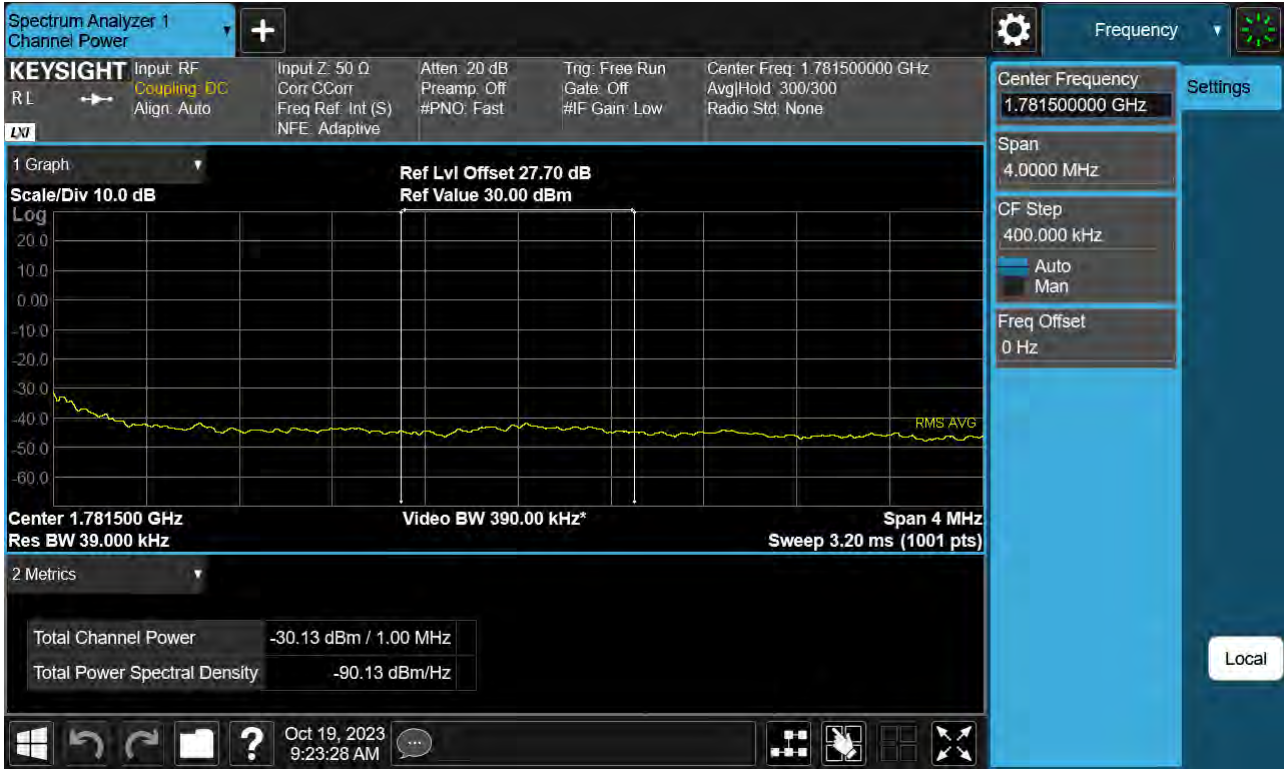 Spectrum Analyzer 1
Channel Power
Frequency
KEYSIGHT
R L
LXI
Input: RF
Coupling: DC
Align: Auto
Input Z: 50 Ω
Corr CCorr
Freq Ref: Int (S)
NFE: Adaptive
Atten: 20 dB
Preamp: Off
#PNO: Fast
Trig: Free Run
Gate: Off
#IF Gain: Low
Center Freq: 1.781500000 GHz
Avg|Hold: 300/300
Radio Std: None
1 Graph
Scale/Div 10.0 dB
Ref Lvl Offset 27.70 dB
Ref Value 30.00 dBm
Log
20.0
10.0
0.00
-10.0
-20.0
-30.0
-40.0
-50.0
-60.0
RMS AVG
Center 1.781500 GHz
Video BW 390.00 kHz*
Span 4 MHz
Res BW 39.000 kHz
Sweep 3.20 ms (1001 pts)
2 Metrics
Total Channel Power -30.13 dBm / 1.00 MHz
Total Power Spectral Density -90.13 dBm/Hz
Center Frequency
1.781500000 GHz
Settings
Span
4.0000 MHz
CF Step
400.000 kHz
Auto
Man
Freq Offset
0 Hz
Local
?
Oct 19, 2023
9:23:28 AM